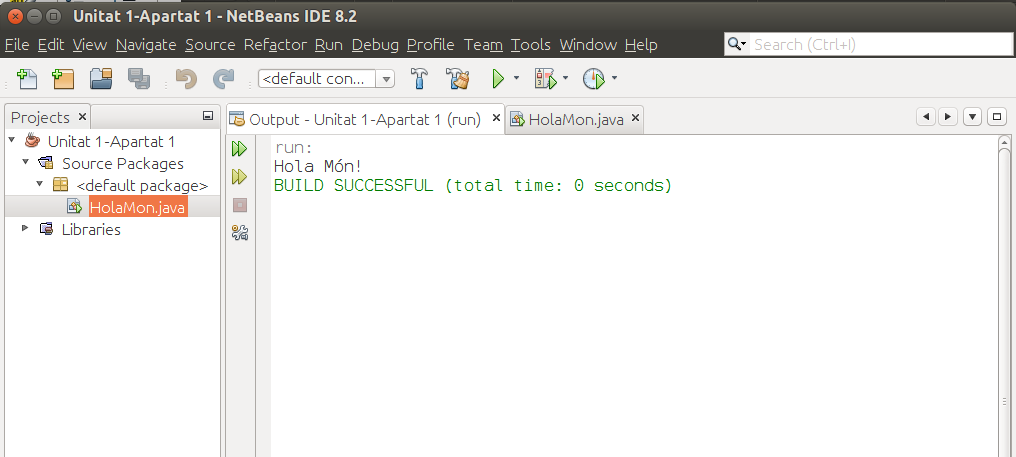 Unitat 1-Apartat 1 - NetBeans IDE 8.2
File Edit View Navigate Source Refactor Run Debug Profile Team Tools Window Help
Search (Ctrl+I)
<default con...
Projects
Output - Unitat 1-Apartat 1 (run)
HolaMon.java
Unitat 1-Apartat 1
Source Packages
<default package>
HolaMon.java
Libraries
run:
Hola Món!
BUILD SUCCESSFUL (total time: 0 seconds)